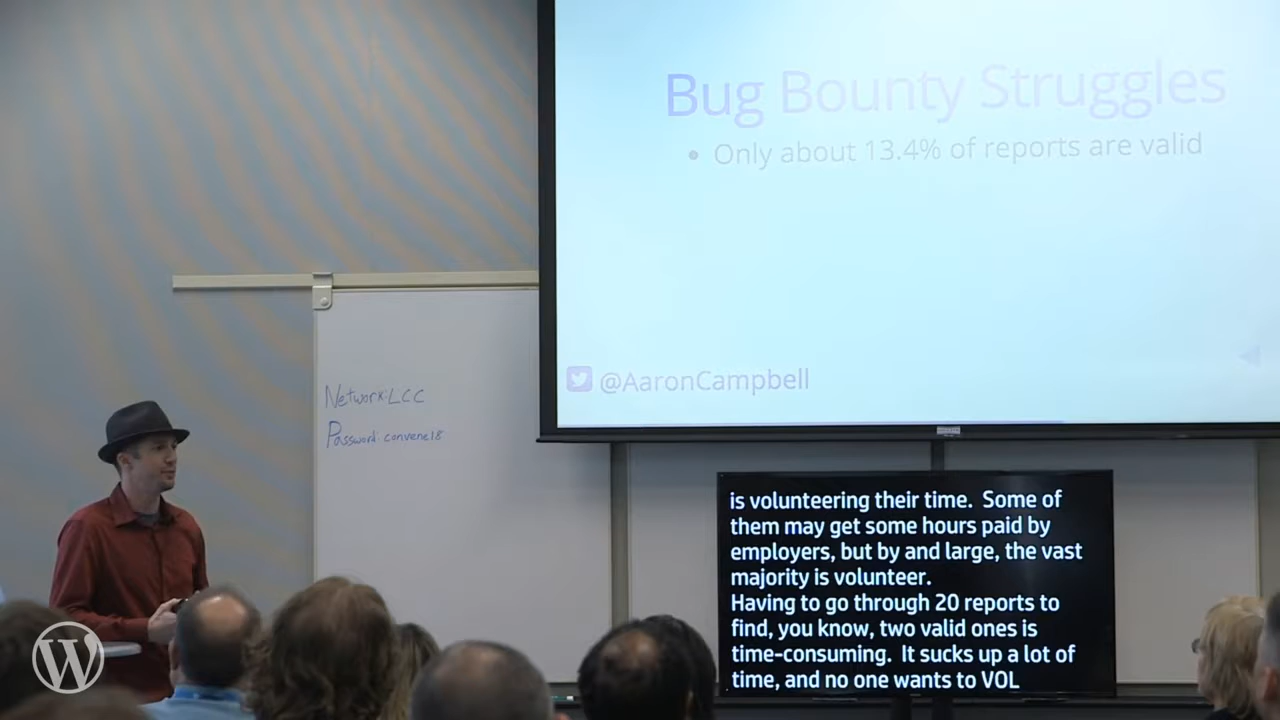 Bug Bounty Struggles
• Only about 13.4% of reports are valid
@AaronCampbell
Network: LCC
Password: convene18
is volunteering their time.  Some of
them may get some hours paid by
employers, but by and large, the vast
majority is volunteer.
Having to go through 20 reports to
find, you know, two valid ones is
time-consuming.  It sucks up a lot of
time, and no one wants to VOL